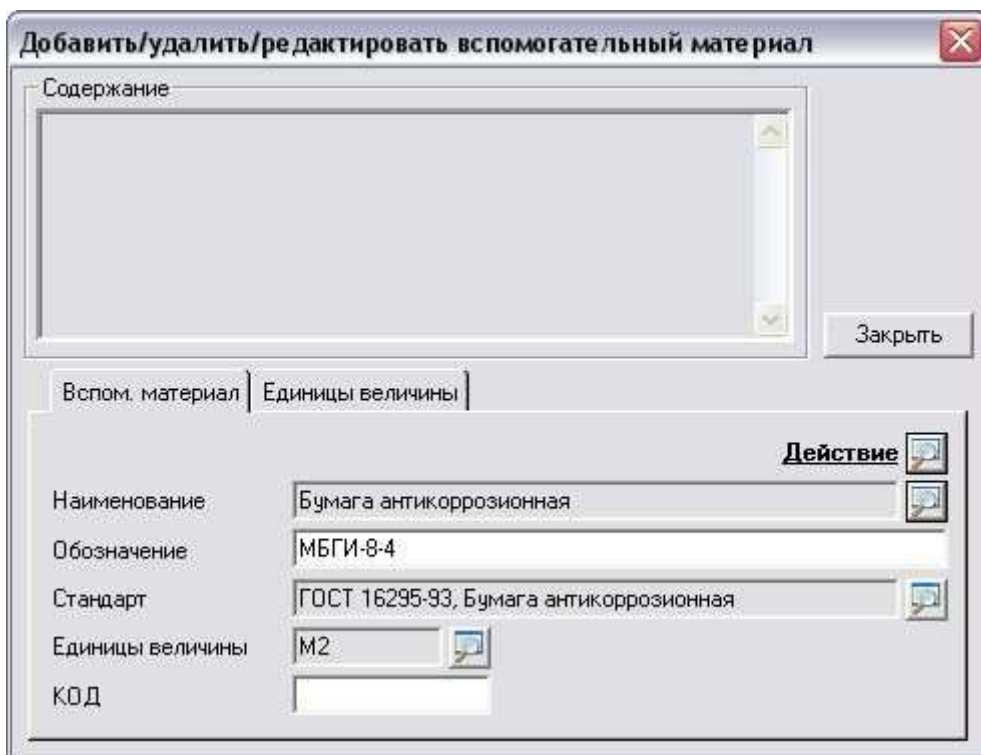 Добавить/удалить/редактировать вспомогательный материал
Содержание
Закрыть
Вспом. материал Единицы величины
Действие
Наименование Бумага антикоррозионная
Обозначение МБГИ-8-4
Стандарт ГОСТ 16295-93, Бумага антикоррозионная
Единицы величины М2
КОД